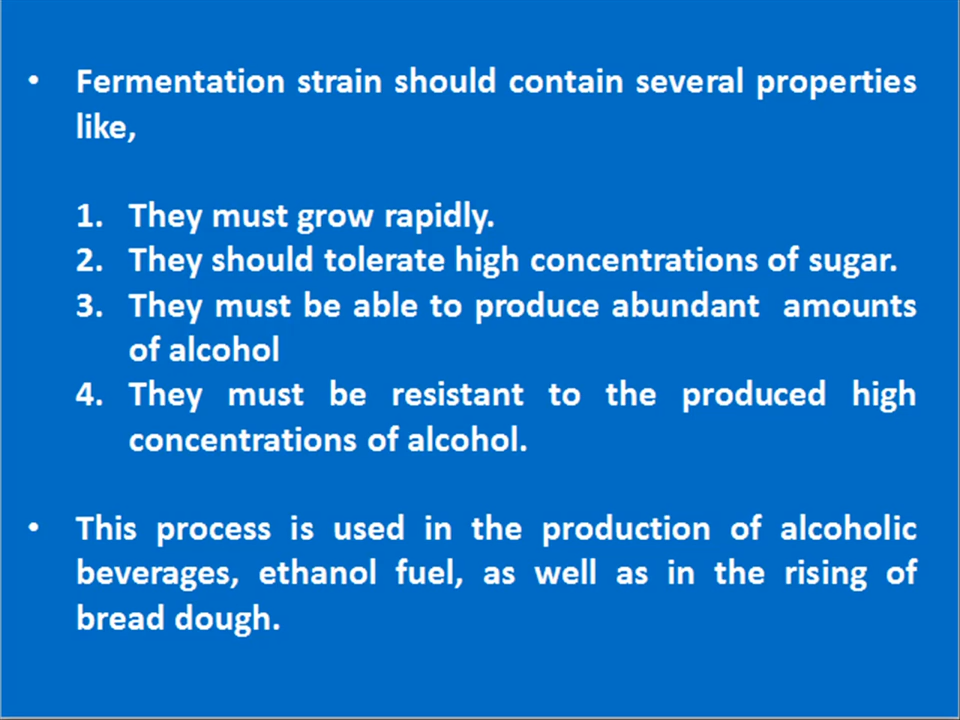 • Fermentation strain should contain several properties
like,
1. They must grow rapidly.
2. They should tolerate high concentrations of sugar.
3. They must be able to produce abundant amounts
of alcohol
4. They must be resistant to the produced high
concentrations of alcohol.
• This process is used in the production of alcoholic
beverages, ethanol fuel, as well as in the rising of
bread dough.